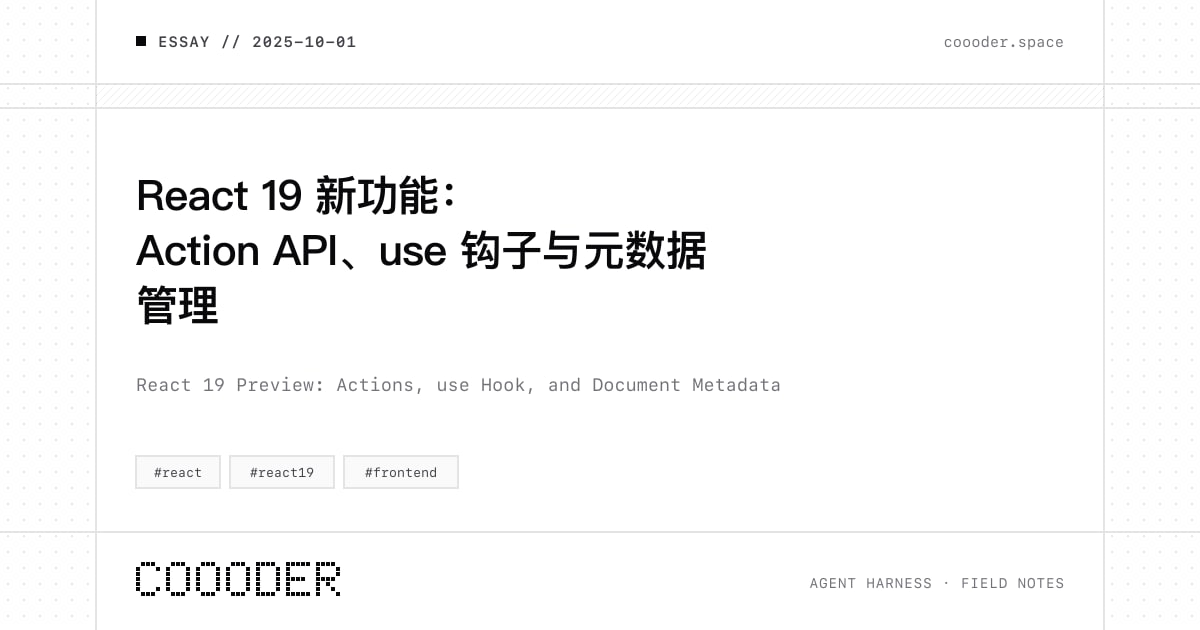 ESSAY // 2025-10-01
coooder.space
React 19 新功能：
Action API、use 钩子与元数据
管理
React 19 Preview: Actions, use Hook, and Document Metadata
#react
#react19
#frontend
COOODER
AGENT HARNESS · FIELD NOTES